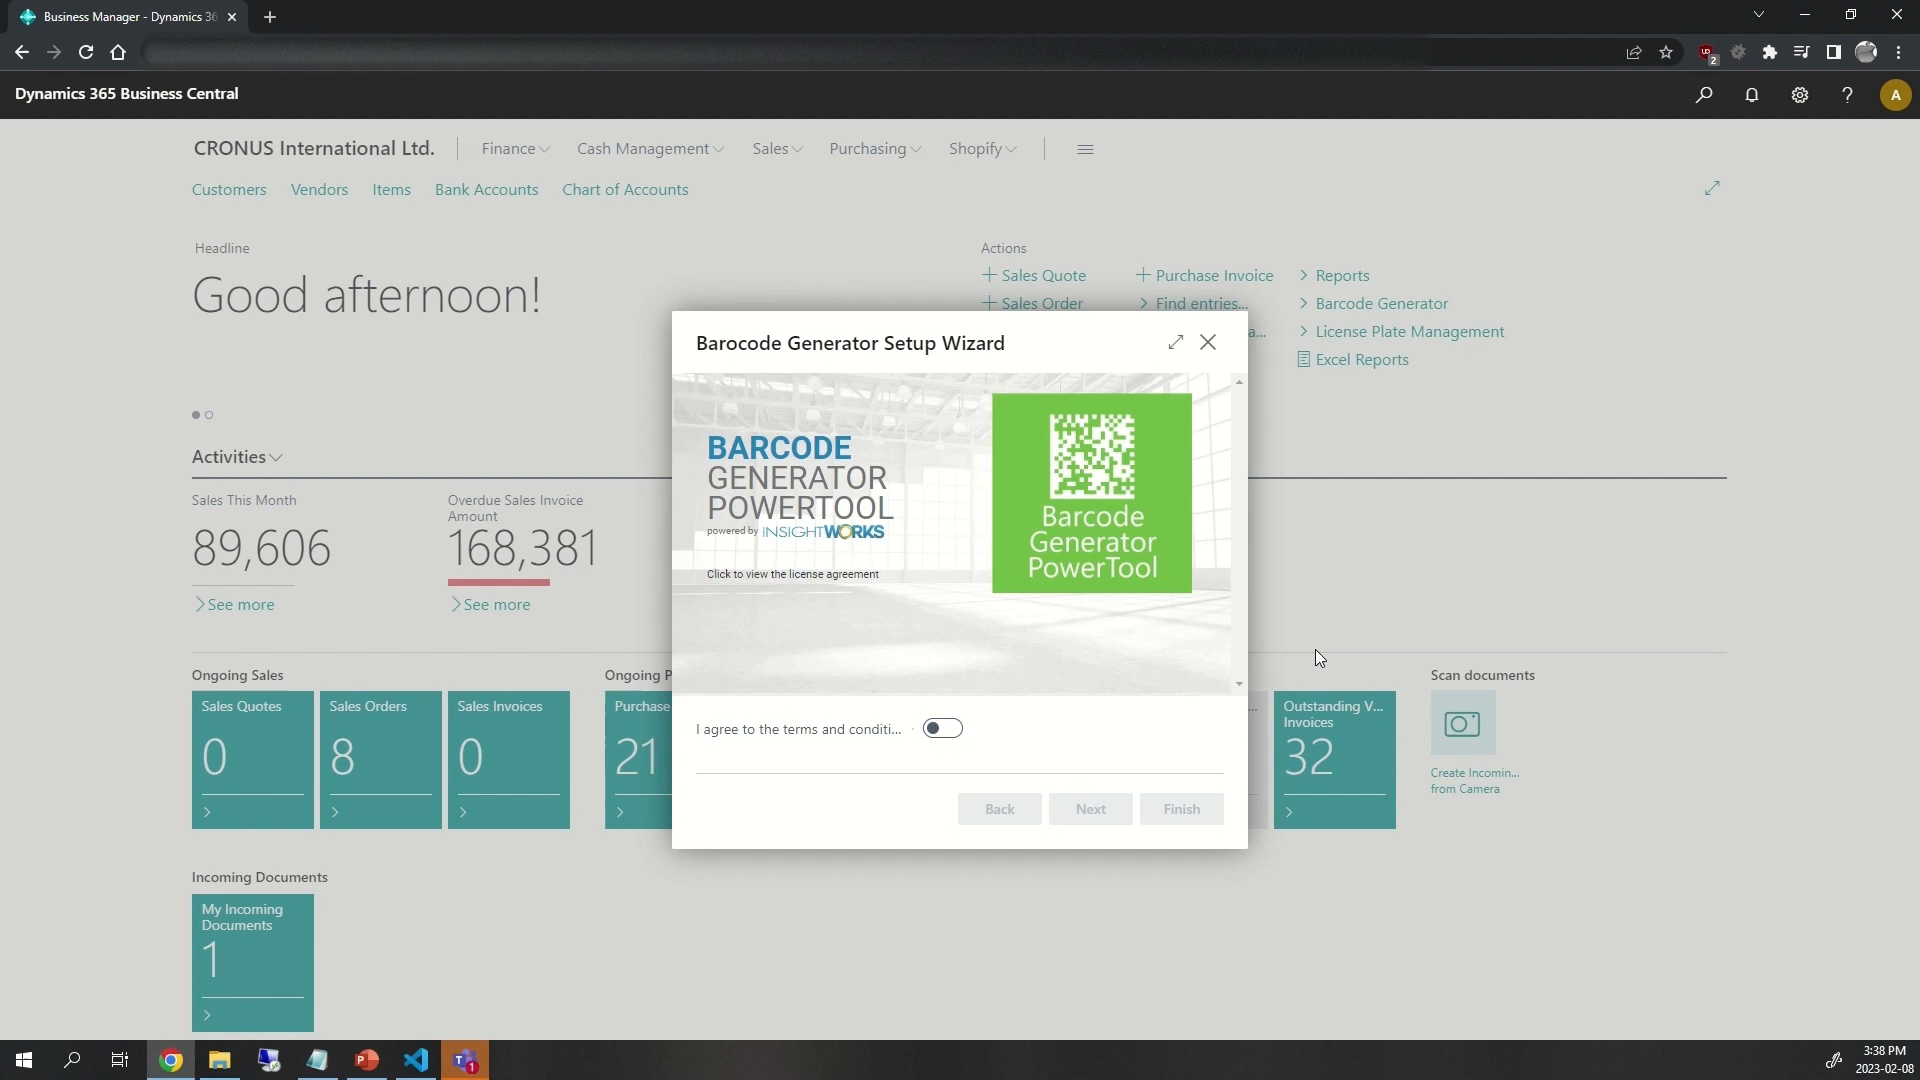 Business Manager - Dynamics 36
Dynamics 365 Business Central
A
CRONUS International Ltd.
Finance
Cash Management
Sales
Purchasing
Shopify
Customers
Vendors
Items
Bank Accounts
Chart of Accounts
Headline
Good afternoon!
Actions
Sales Quote
Purchase Invoice
Reports
Sales Order
Find entries...
Barcode Generator
a...
License Plate Management
Excel Reports
Barocode Generator Setup Wizard
BARCODE
GENERATOR
POWERTOOL
powered by INSIGHTWORKS
Click to view the license agreement
Barcode
Generator
PowerTool
I agree to the terms and conditi...
Back
Next
Finish
Activities
Sales This Month
89,606
See more
Overdue Sales Invoice
Amount
168,381
See more
Ongoing Sales
Sales Quotes
0
Sales Orders
8
Sales Invoices
0
Ongoing P
Purchase
21
...
Outstanding V...
Invoices
32
Scan documents
Create Incomin...
from Camera
Incoming Documents
My Incoming
Documents
1
3:38 PM
2023-02-08